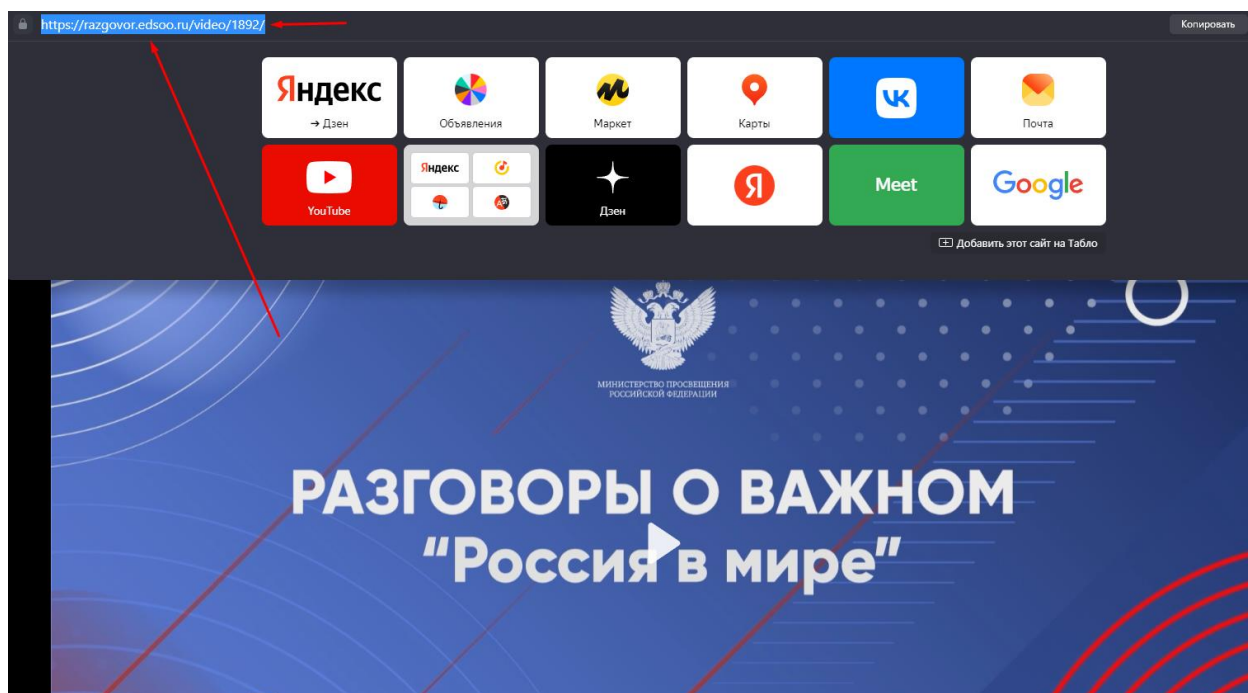 https://razgovor.edsoo.ru/video/1892/
Копировать
Яндекс
→ Дзен
Объявления
Маркет
Карты
Почта
YouTube
Яндекс
Дзен
Я
Meet
Google
Добавить этот сайт на Табло
МИНИСТЕРСТВО ПРОСВЕЩЕНИЯ
РОССИЙСКОЙ ФЕДЕРАЦИИ
РАЗГОВОРЫ О ВАЖНОМ
“Россия в мире”